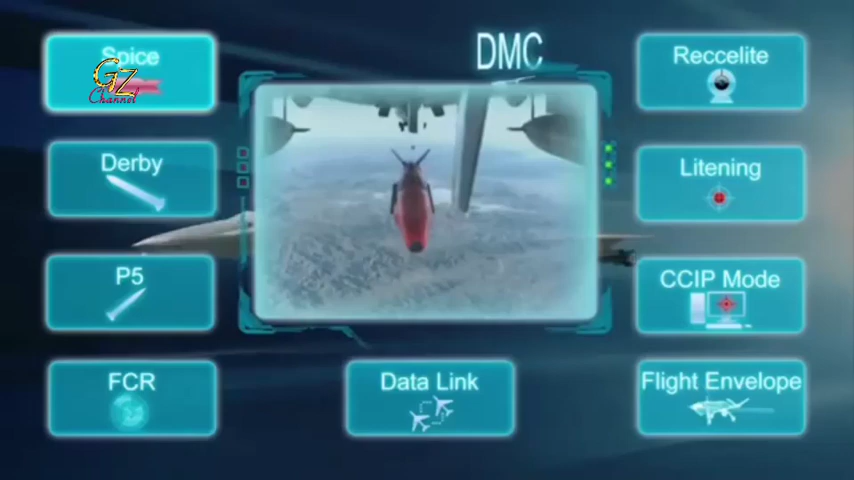 DMC
Spice
GZ
Channel
Reccelite
Derby
Litening
P5
CCIP Mode
FCR
Data Link
Flight Envelope